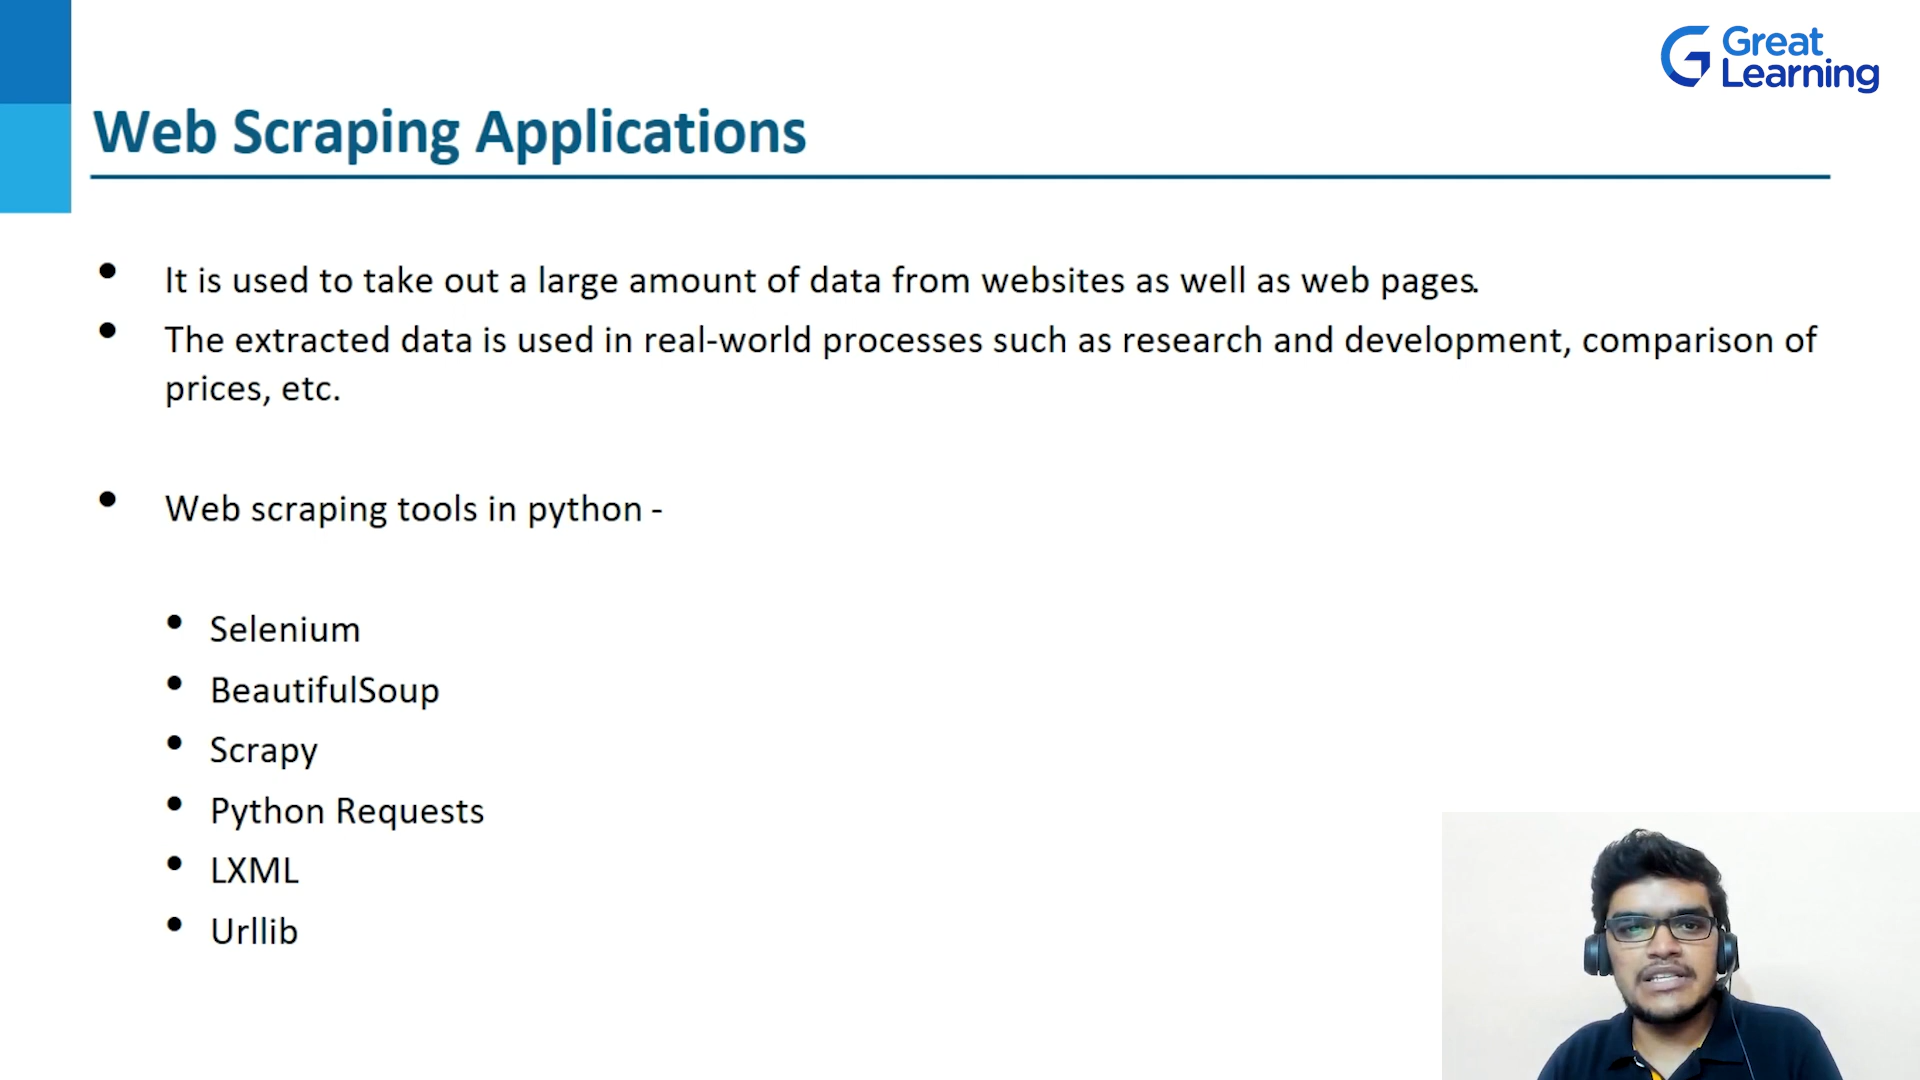 Great
Learning
Web Scraping Applications
• It is used to take out a large amount of data from websites as well as web pages.
• The extracted data is used in real-world processes such as research and development, comparison of
prices, etc.
• Web scraping tools in python -
• Selenium
• BeautifulSoup
• Scrapy
• Python Requests
• LXML
• Urllib